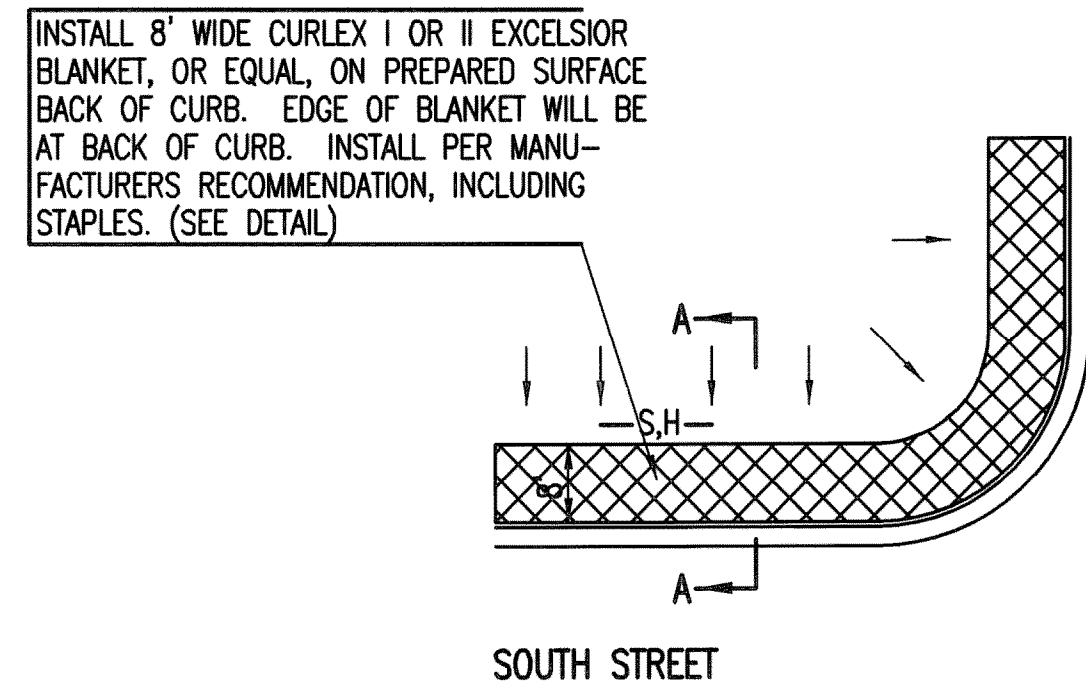 INSTALL 8' WIDE CURLEX I OR II EXCELSIOR
BLANKET, OR EQUAL, ON PREPARED SURFACE
BACK OF CURB. EDGE OF BLANKET WILL BE
AT BACK OF CURB. INSTALL PER MANU-
FACTURERS RECOMMENDATION, INCLUDING
STAPLES. (SEE DETAIL)
A
S,H
8'
A
SOUTH STREET